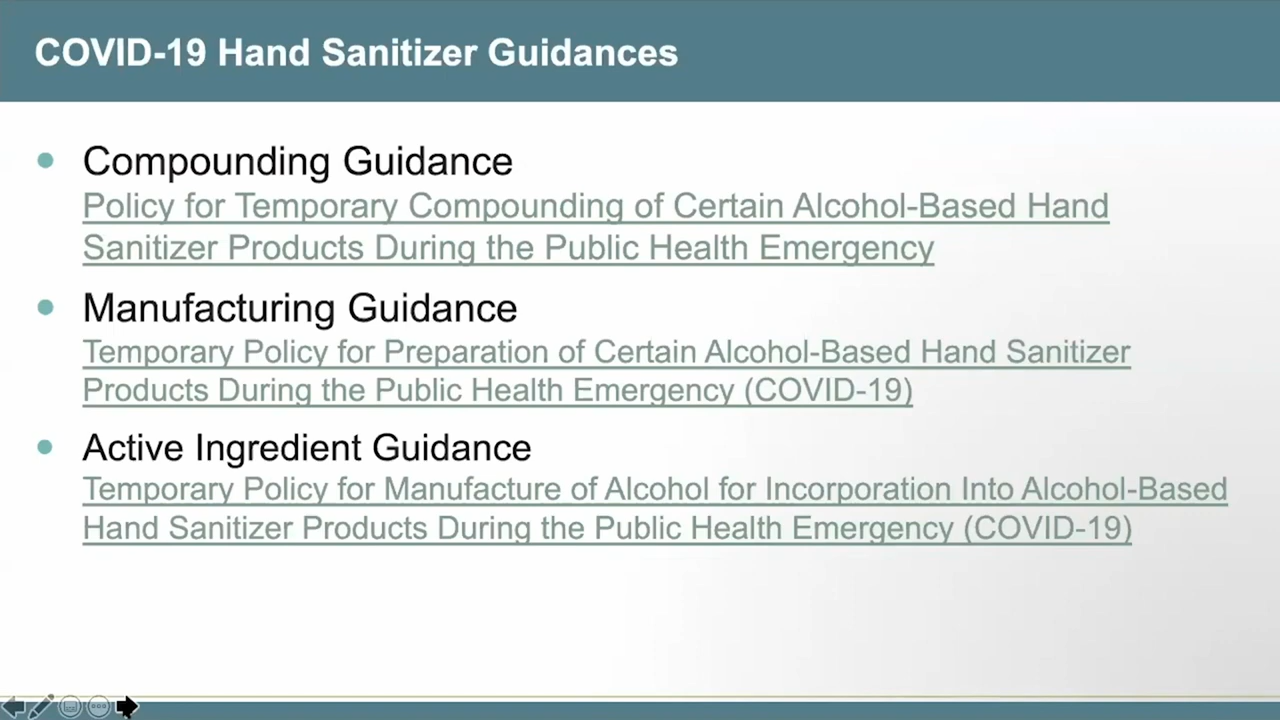 COVID-19 Hand Sanitizer Guidances
Compounding Guidance
Policy for Temporary Compounding of Certain Alcohol-Based Hand
Sanitizer Products During the Public Health Emergency
Manufacturing Guidance
Temporary Policy for Preparation of Certain Alcohol-Based Hand Sanitizer
Products During the Public Health Emergency (COVID-19)
Active Ingredient Guidance
Temporary Policy for Manufacture of Alcohol for Incorporation Into Alcohol-Based
Hand Sanitizer Products During the Public Health Emergency (COVID-19)